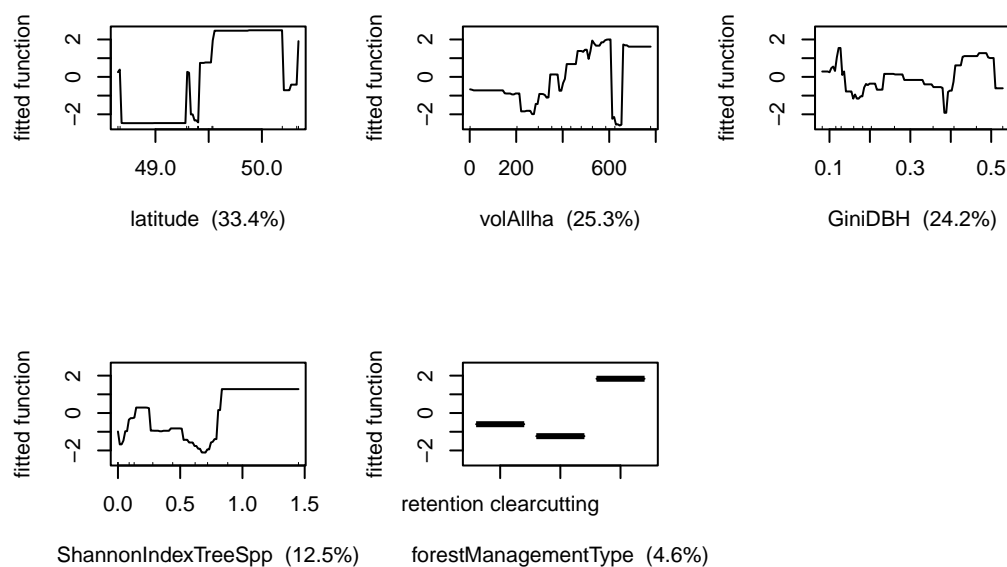 fitted function
2
0
−2
49.0 50.0
latitude (33.4%)
fitted function
2
0
−2
0 200 600
volAllha (25.3%)
fitted function
2
0
−2
0.1 0.3 0.5
GiniDBH (24.2%)
fitted function
2
0
−2
0.0 0.5 1.0 1.5
ShannonIndexTreeSpp (12.5%)
fitted function
2
0
−2
retention clearcutting
forestManagementType (4.6%)